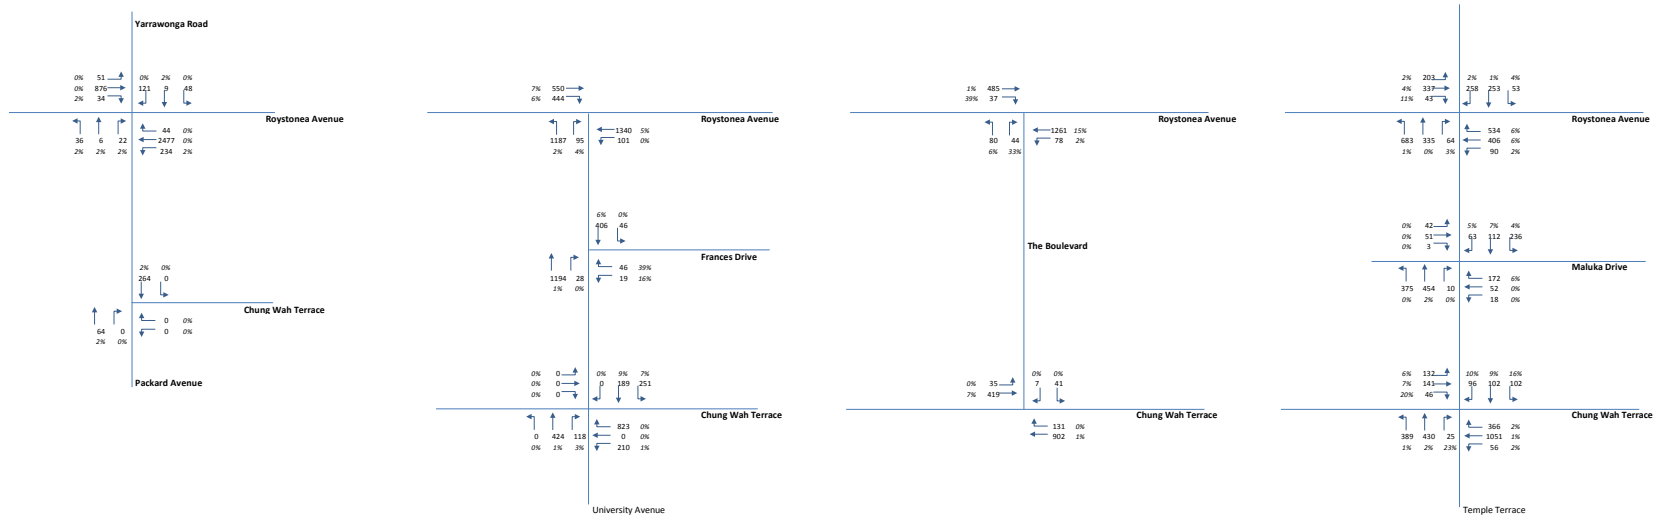 Yarrawonga Road
0% 51 0% 2% 0%
0% 876 121 9 48
2% 34
Roystonea Avenue
44 0%
36 6 22 2477 0%
2% 2% 2% 234 2%
2% 0%
264 0
Chung Wah Terrace
0 0%
64 0 0 0%
2% 0%
Packard Avenue
7% 550
6% 444
Roystonea Avenue
1340 5%
1187 95 101 0%
2% 4%
6% 0%
406 46
Frances Drive
46 39%
1194 28 19 16%
1% 0%
0% 0 0% 9% 7%
0% 0 0 189 251
0% 0
Chung Wah Terrace
823 0%
0 424 118 0 0%
0% 1% 3% 210 1%
University Avenue
1% 485
39% 37
Roystonea Avenue
1261 15%
80 44 78 2%
6% 33%
The Boulevard
0% 0%
0% 35 7 41
7% 419
Chung Wah Terrace
131 0%
902 1%
2% 203 2% 1% 4%
4% 337 258 253 53
11% 43
Roystonea Avenue
534 6%
683 335 64 406 6%
1% 0% 3% 90 2%
0% 42 5% 7% 4%
0% 51 63 112 236
0% 3
Maluka Drive
172 6%
375 454 10 52 0%
0% 2% 0% 18 0%
6% 132 10% 9% 16%
7% 141 96 102 102
20% 46
Chung Wah Terrace
366 2%
389 430 25 1051 1%
1% 2% 23% 56 2%
Temple Terrace